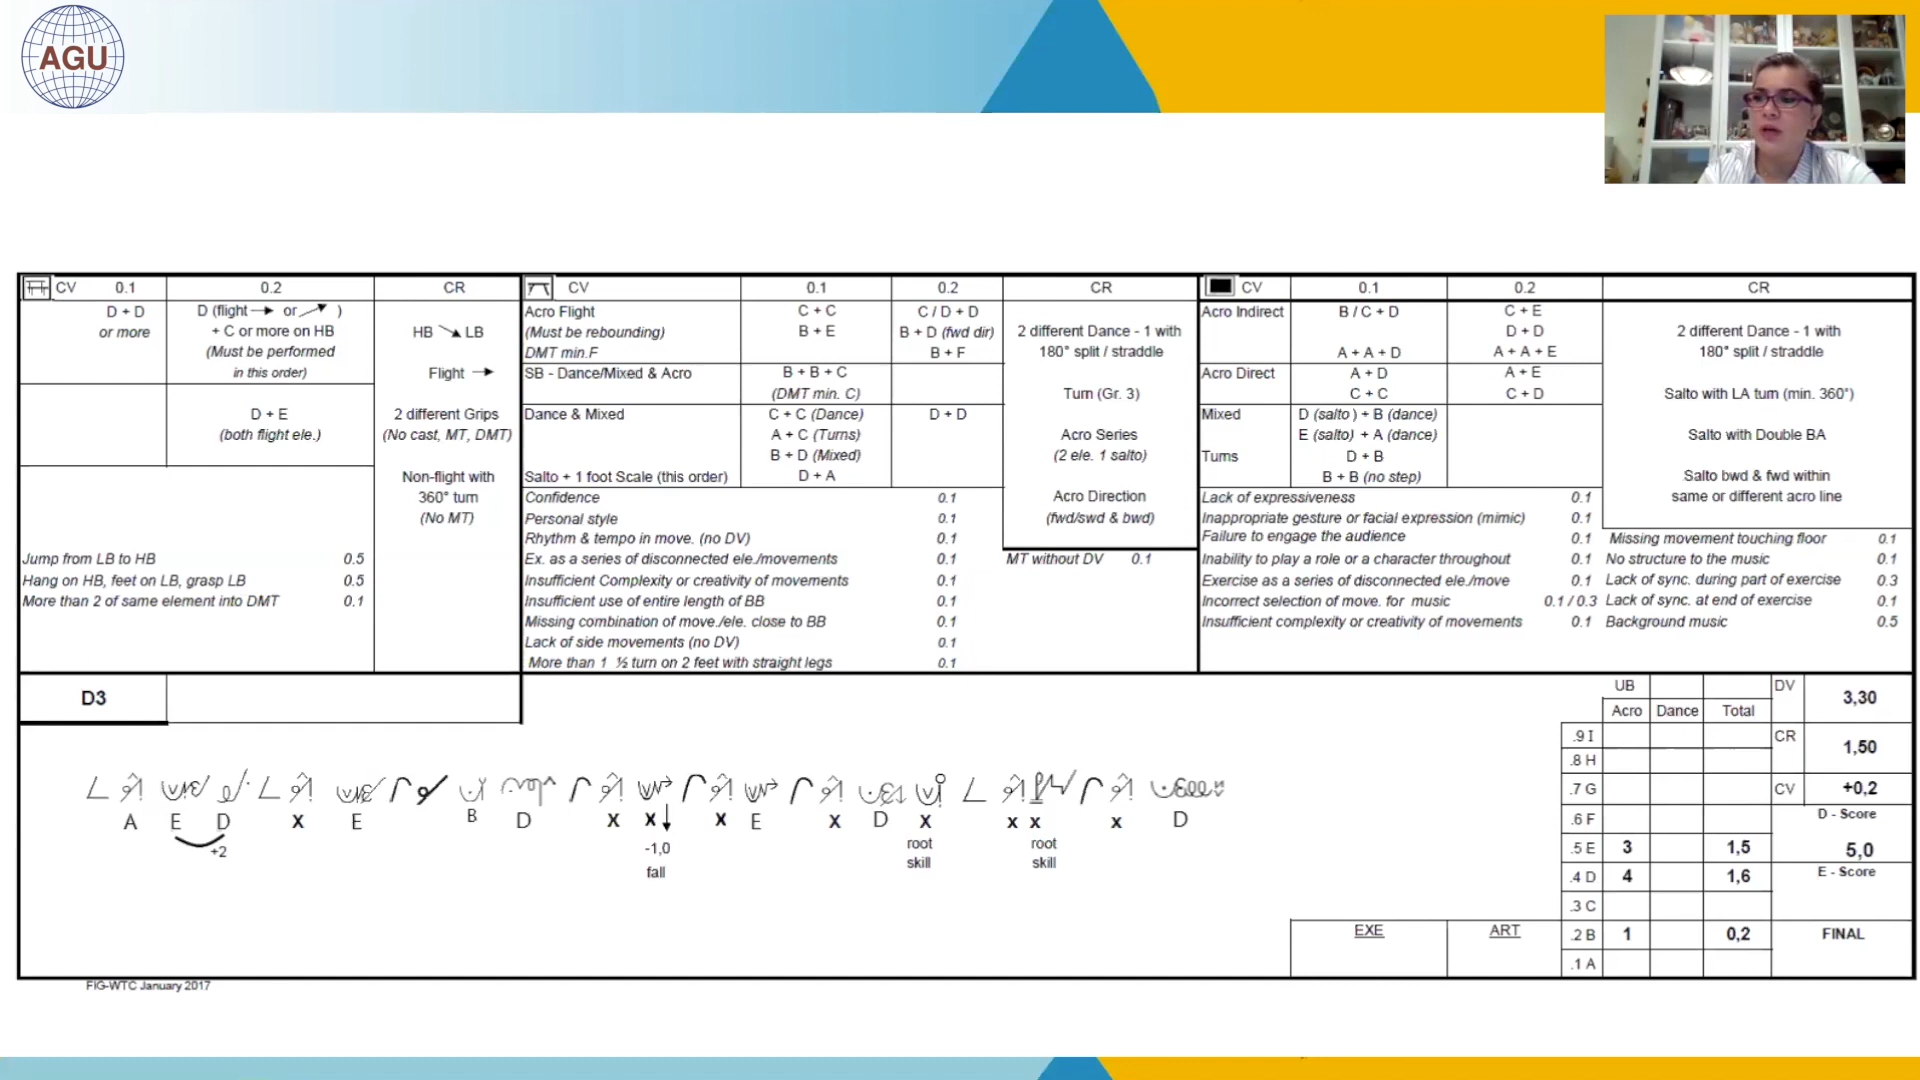 AGU
CV 0.1 0.2 CR
D + D
or more
D (flight → or ↗ )
+ C or more on HB
(Must be performed
in this order)
D + E
(both flight ele.)
HB ↘ LB
Flight →
2 different Grips
(No cast, MT, DMT)
Non-flight with
360° turn
(No MT)
Jump from LB to HB 0.5
Hang on HB, feet on LB, grasp LB 0.5
More than 2 of same element into DMT 0.1
CV 0.1 0.2 CR
Acro Flight C + C C / D + D
(Must be rebounding) B + E B + D (fwd dir)
DMT min.F B + F
SB - Dance/Mixed & Acro B + B + C
(DMT min. C)
Dance & Mixed C + C (Dance) D + D
A + C (Turns)
B + D (Mixed)
Salto + 1 foot Scale (this order) D + A
2 different Dance - 1 with
180° split / straddle
Turn (Gr. 3)
Acro Series
(2 ele. 1 salto)
Acro Direction
(fwd/swd & bwd)
Confidence 0.1
Personal style 0.1
Rhythm & tempo in move. (no DV) 0.1
Ex. as a series of disconnected ele./movements 0.1
Insufficient Complexity or creativity of movements 0.1
Insufficient use of entire length of BB 0.1
Missing combination of move./ele. close to BB 0.1
Lack of side movements (no DV) 0.1
More than 1 ½ turn on 2 feet with straight legs 0.1
MT without DV 0.1
CV 0.1 0.2 CR
Acro Indirect B / C + D C + E
D + D
A + A + D A + A + E
Acro Direct A + D A + E
C + C C + D
Mixed D (salto ) + B (dance)
E (salto) + A (dance)
Turns D + B
B + B (no step)
2 different Dance - 1 with
180° split / straddle
Salto with LA turn (min. 360°)
Salto with Double BA
Salto bwd & fwd within
same or different acro line
Lack of expressiveness 0.1
Inappropriate gesture or facial expression (mimic) 0.1
Failure to engage the audience 0.1
Inability to play a role or a character throughout 0.1
Exercise as a series of disconnected ele./move 0.1
Incorrect selection of move. for music 0.1 / 0.3
Insufficient complexity or creativity of movements 0.1
Missing movement touching floor 0.1
No structure to the music 0.1
Lack of sync. during part of exercise 0.3
Lack of sync. at end of exercise 0.1
Background music 0.5
D3
A E D x E B D x x x E x D x x x x D
+2
-1,0
fall
root
skill
root
skill
UB DV 3,30
Acro Dance Total
.9 I CR 1,50
.8 H
.7 G CV +0,2
.6 F D - Score
.5 E 3 1,5 5,0
.4 D 4 1,6 E - Score
.3 C
.2 B 1 0,2 FINAL
.1 A
EXE ART
FIG-WTC January 2017